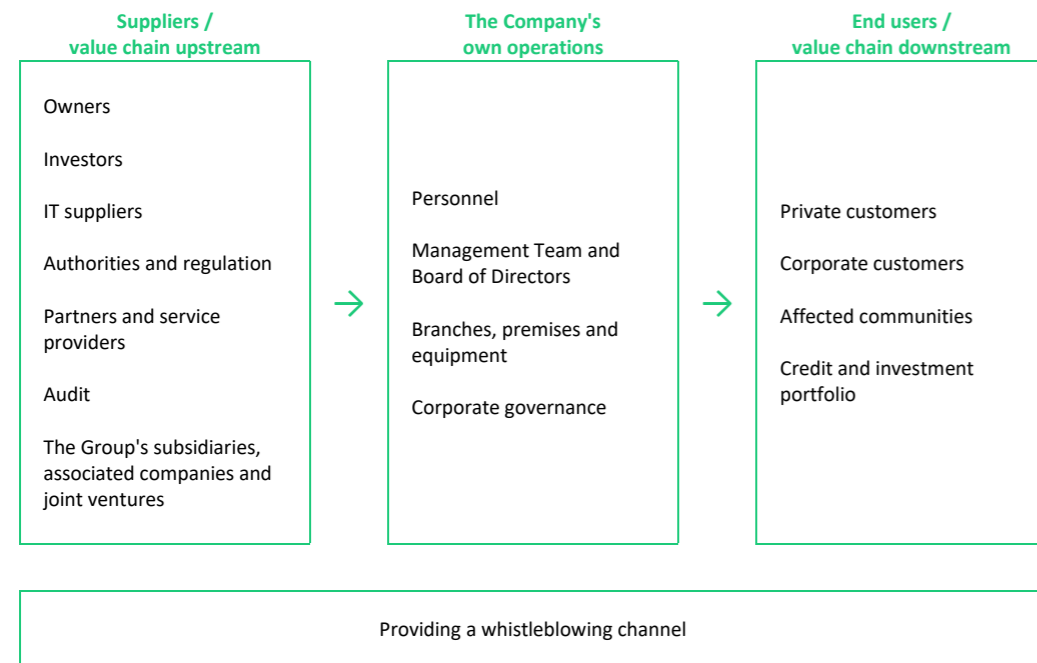 Suppliers /
value chain upstream
Owners
Investors
IT suppliers
Authorities and regulation
Partners and service
providers
Audit
The Group's subsidiaries,
associated companies and
joint ventures
The Company's
own operations
Personnel
Management Team and
Board of Directors
Branches, premises and
equipment
Corporate governance
End users /
value chain downstream
Private customers
Corporate customers
Affected communities
Credit and investment
portfolio
Providing a whistleblowing channel